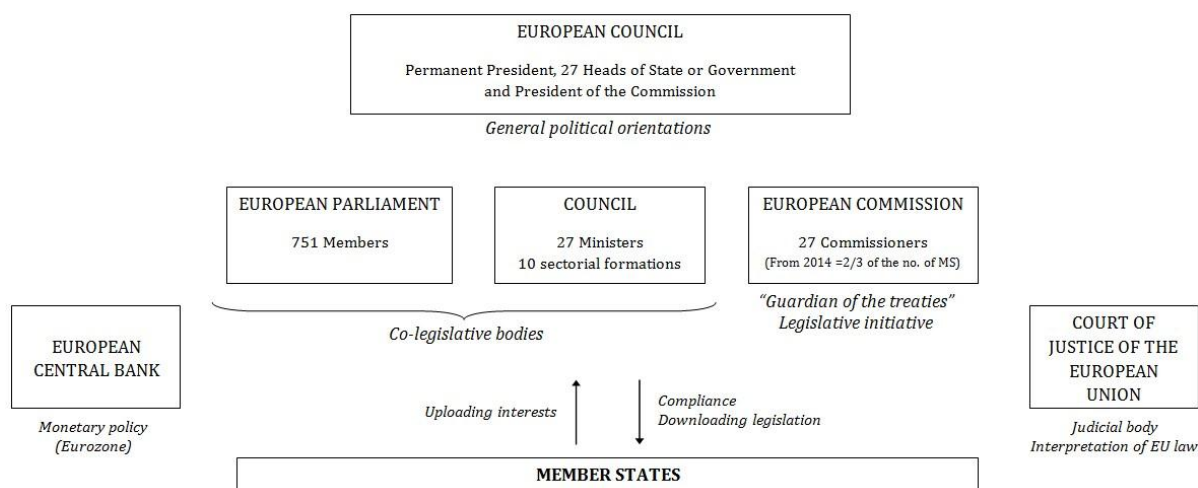 EUROPEAN COUNCIL
Permanent President, 27 Heads of State or Government
and President of the Commission
General political orientations
EUROPEAN PARLIAMENT
751 Members
COUNCIL
27 Ministers
10 sectorial formations
EUROPEAN COMMISSION
27 Commissioners
(From 2014 =2/3 of the no. of MS)
Co-legislative bodies
“Guardian of the treaties”
Legislative initiative
EUROPEAN
CENTRAL BANK
Monetary policy
(Eurozone)
COURT OF
JUSTICE OF THE
EUROPEAN
UNION
Judicial body
Interpretation of EU law
Uploading interests
Compliance
Downloading legislation
MEMBER STATES